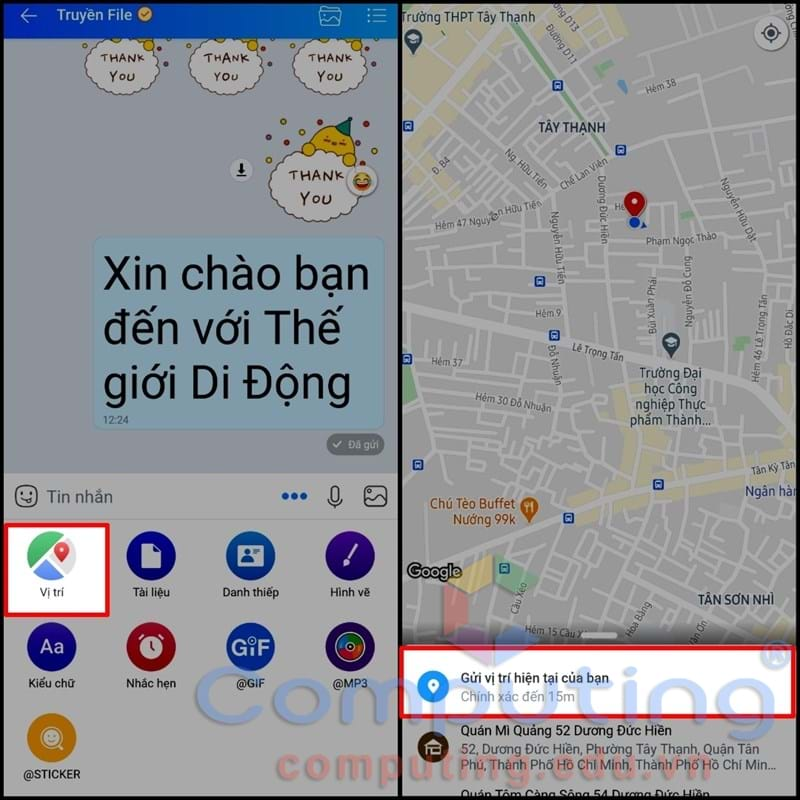 Truyền File
THANK
YOU
THANK
YOU
THANK
YOU
THANK
YOU
Xin chào bạn
đến với Thế
giới Di Động
12:24
Đã gửi
Tin nhắn
Vị trí
Tài liệu
Danh thiếp
Hình vẽ
Aa
Kiểu chữ
Nhắc hẹn
GIF
@GIF
@MP3
@STICKER
Trường THPT Tây Thạnh
Đường D13
Đường D11
Hẻm 38
TÂY THẠNH
Đ. B4
Ng. Hữu Tiến
Chế Lan Viên
Dương Đức Hiền
Nguyễn Hữu Dật
Hẻm 47 Nguyễn Hữu Tiến
Phạm Ngọc Thảo
Nguyễn Hữu Tiến
Bùi Xuân Phái
Nguyễn Đỗ Cung
Hẻm 9
Lê Trọng Tấn
Hẻm 46 Lê Trọng Tấn
Hồ Đắc Di
Hẻm 37
Đỗ Nhuận
Trường Đại
học Công
nghiệp Thực
phẩm Thành...
Hẻm 30 Đỗ Nhuận
Tân Kỳ Tân
Ngân hàn
Chú Tèo Buffet
Nướng 99k
Google
Cầu Xéo
Hoa Bằng
TÂN SƠN NHÌ
Hẻm 15 Cầu
Gửi vị trí hiện tại của bạn
Chính xác đến 15m
Quán Mì Quảng 52 Dương Đức Hiền
52, Dương Đức Hiền, Phường Tây Thạnh, Quận Tân
Phú, Thành Phố Hồ Chí Minh, Thành Phố Hồ Chí Minh...
Quán Tôm Càng Sông 54 Dương Đức Hiền
Computing®
computing.edu.vn